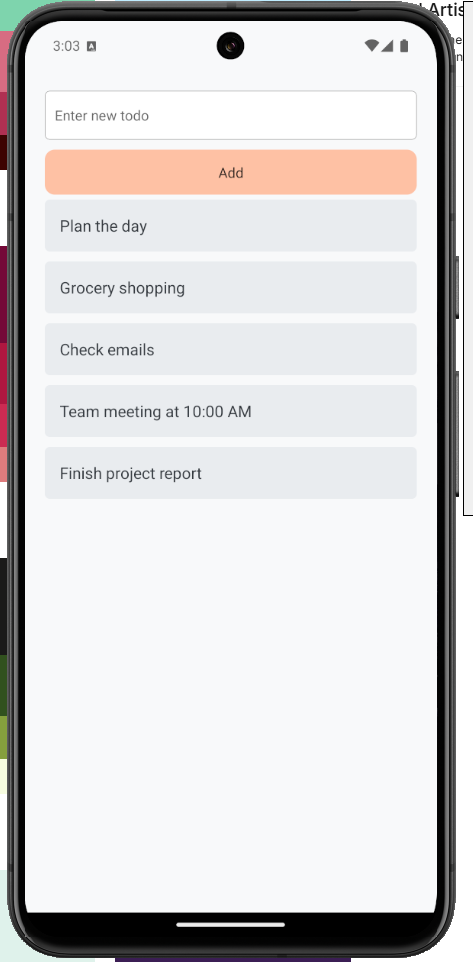 Artis
3:03
Enter new todo
Add
Plan the day
Grocery shopping
Check emails
Team meeting at 10:00 AM
Finish project report